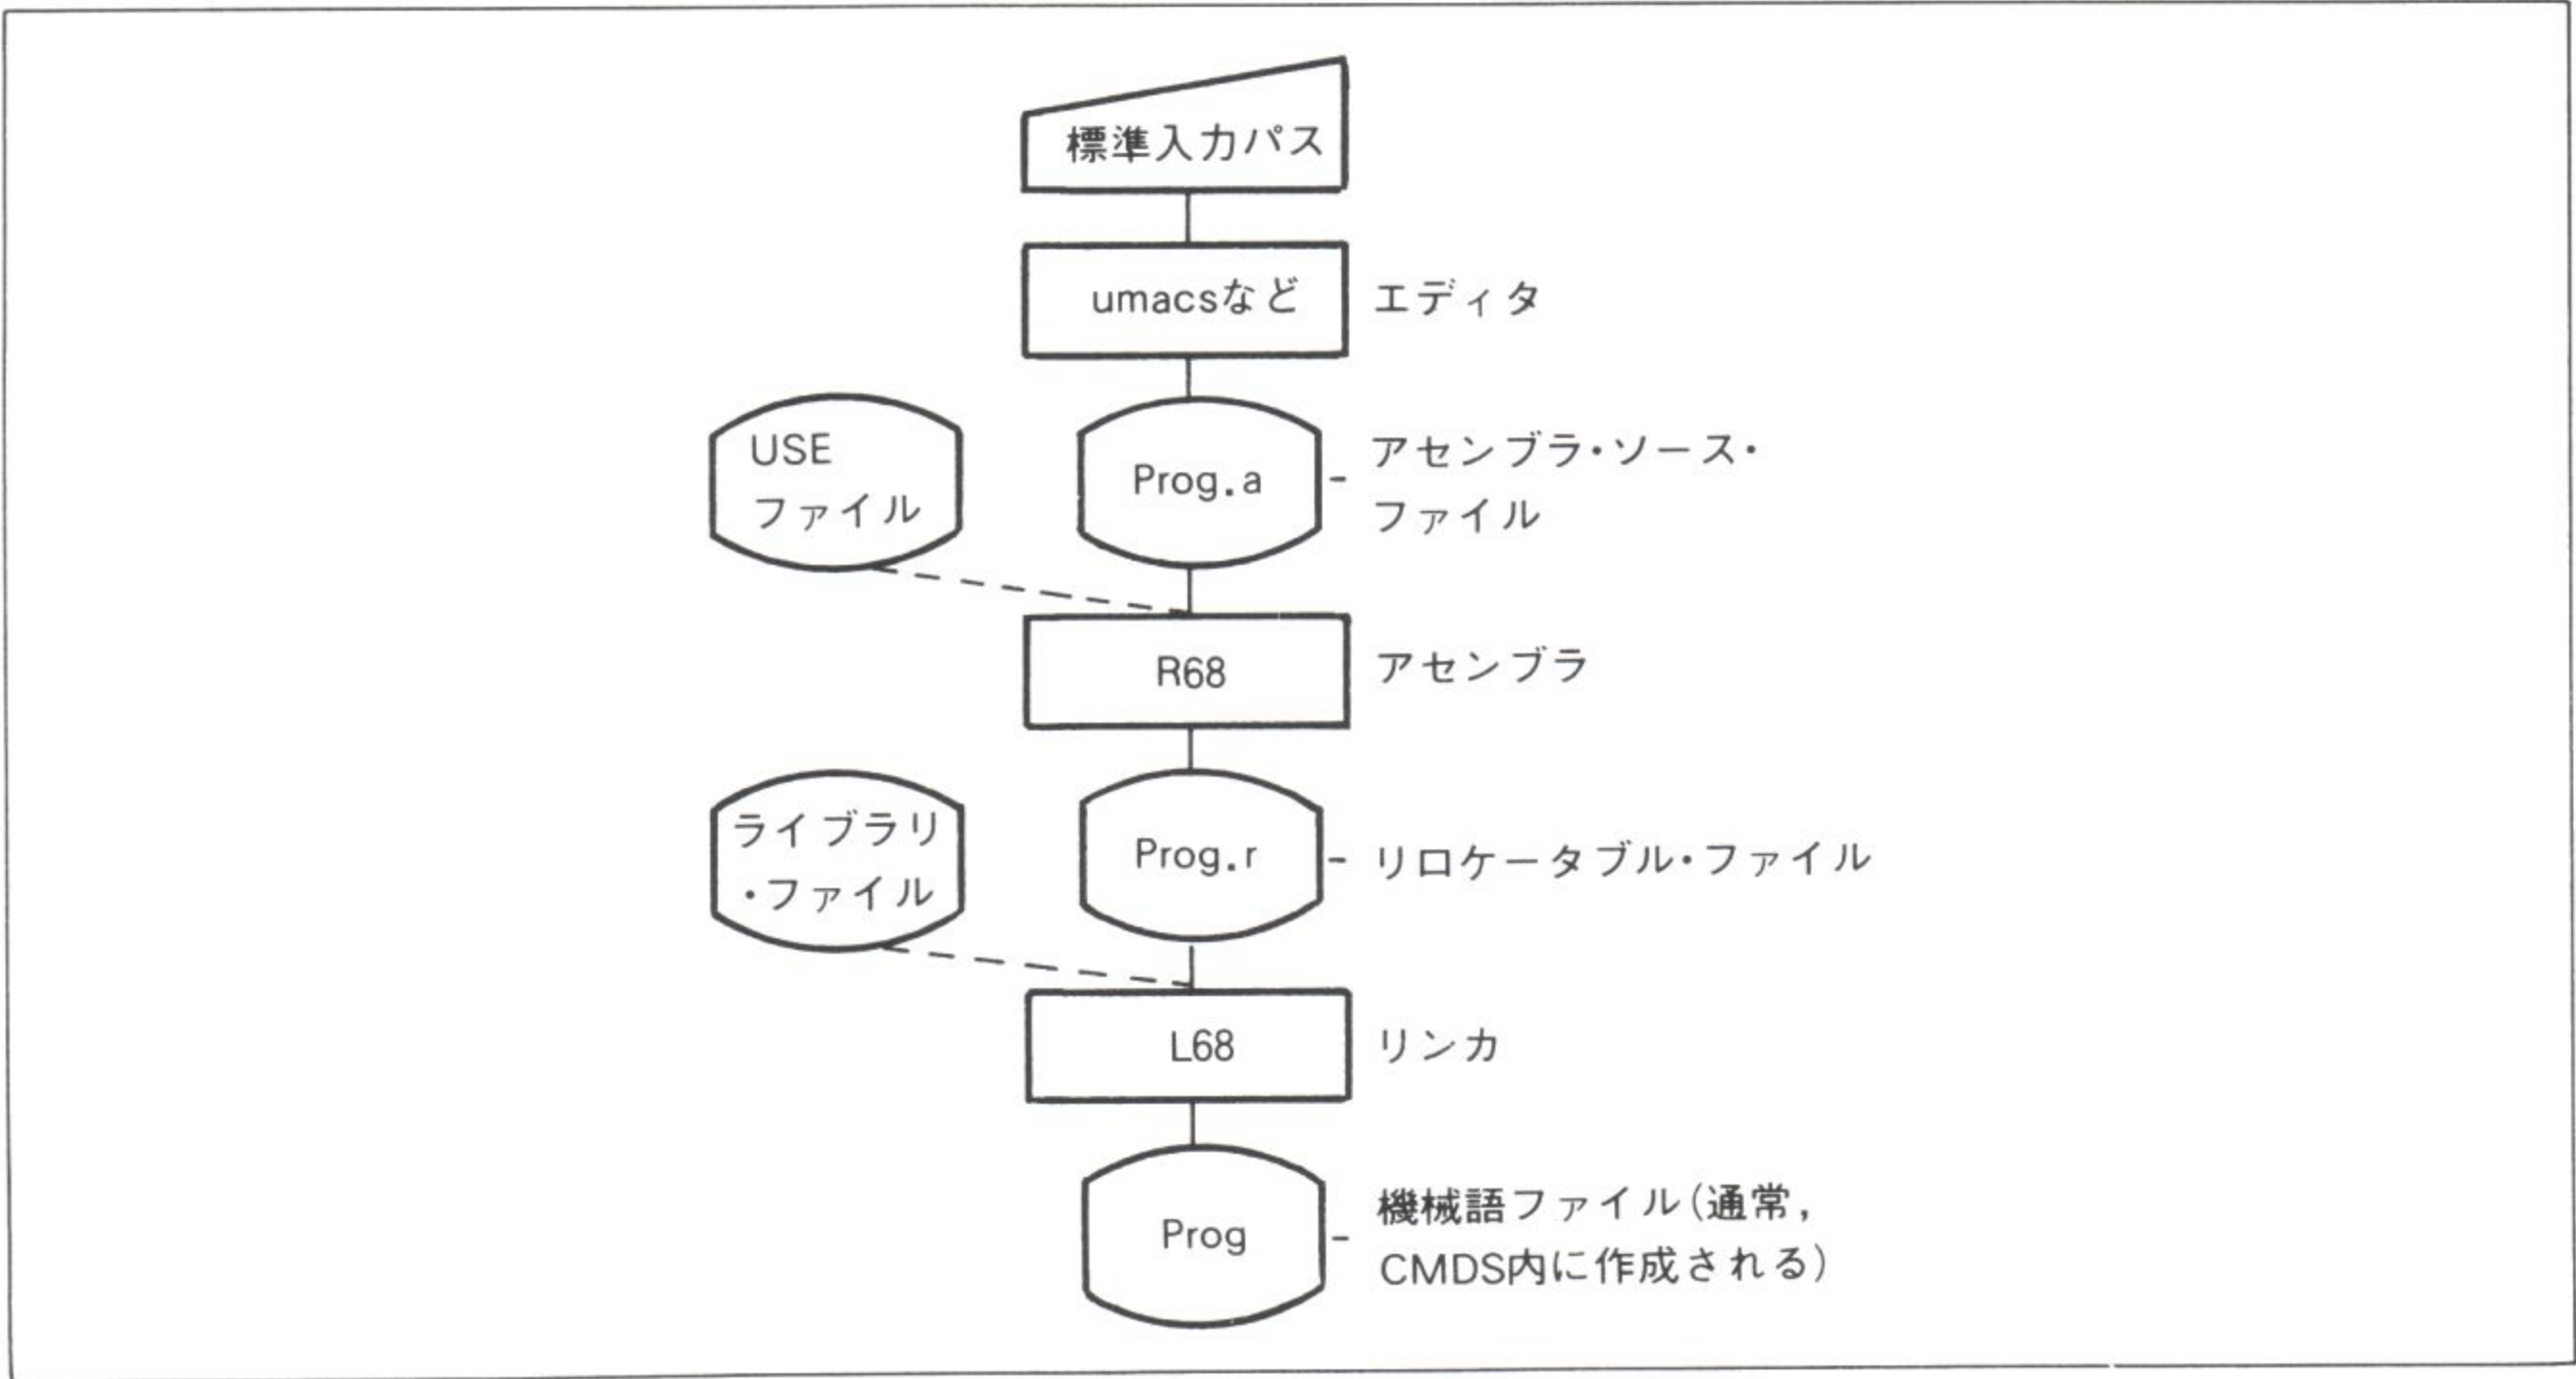 標準入力パス
umacsなど
エディタ
USE
ファイル
Prog.a
アセンブラ・ソース・
ファイル
R68
アセンブラ
ライブラリ
・ファイル
Prog.r
リロケータブル・ファイル
L68
リンカ
Prog
機械語ファイル(通常,
CMDS内に作成される)